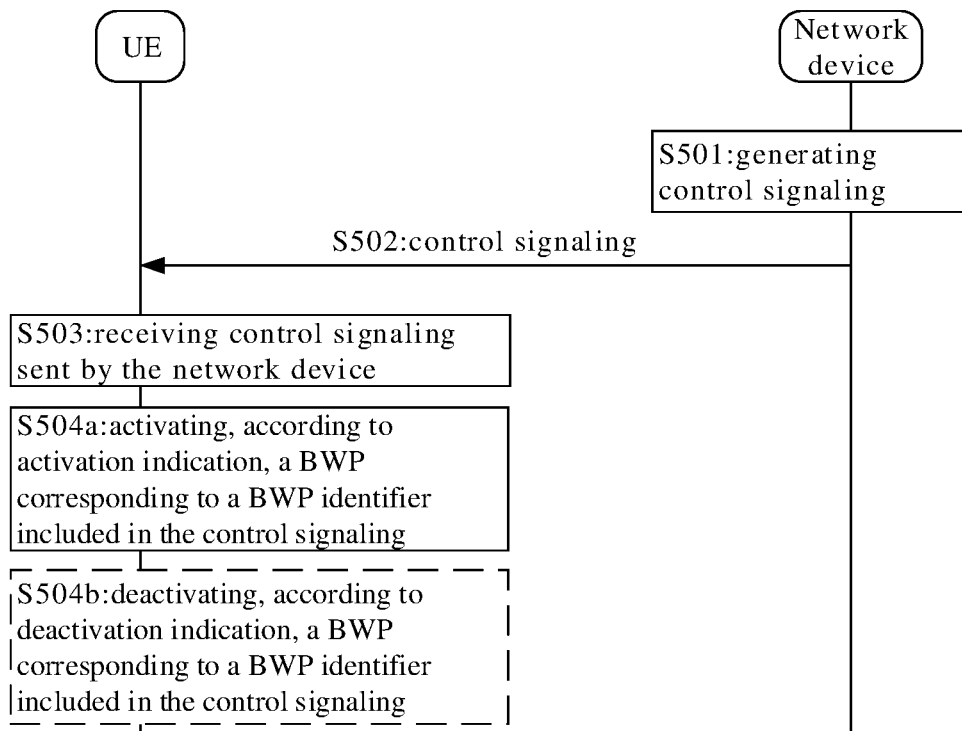 UE
Network
device
S501:generating
control signaling
S502:control signaling
S503:receiving control signaling
sent by the network device
S504a:activating, according to
activation indication, a BWP
corresponding to a BWP identifier
included in the control signaling
S504b:deactivating, according to
deactivation indication, a BWP
corresponding to a BWP identifier
included in the control signaling